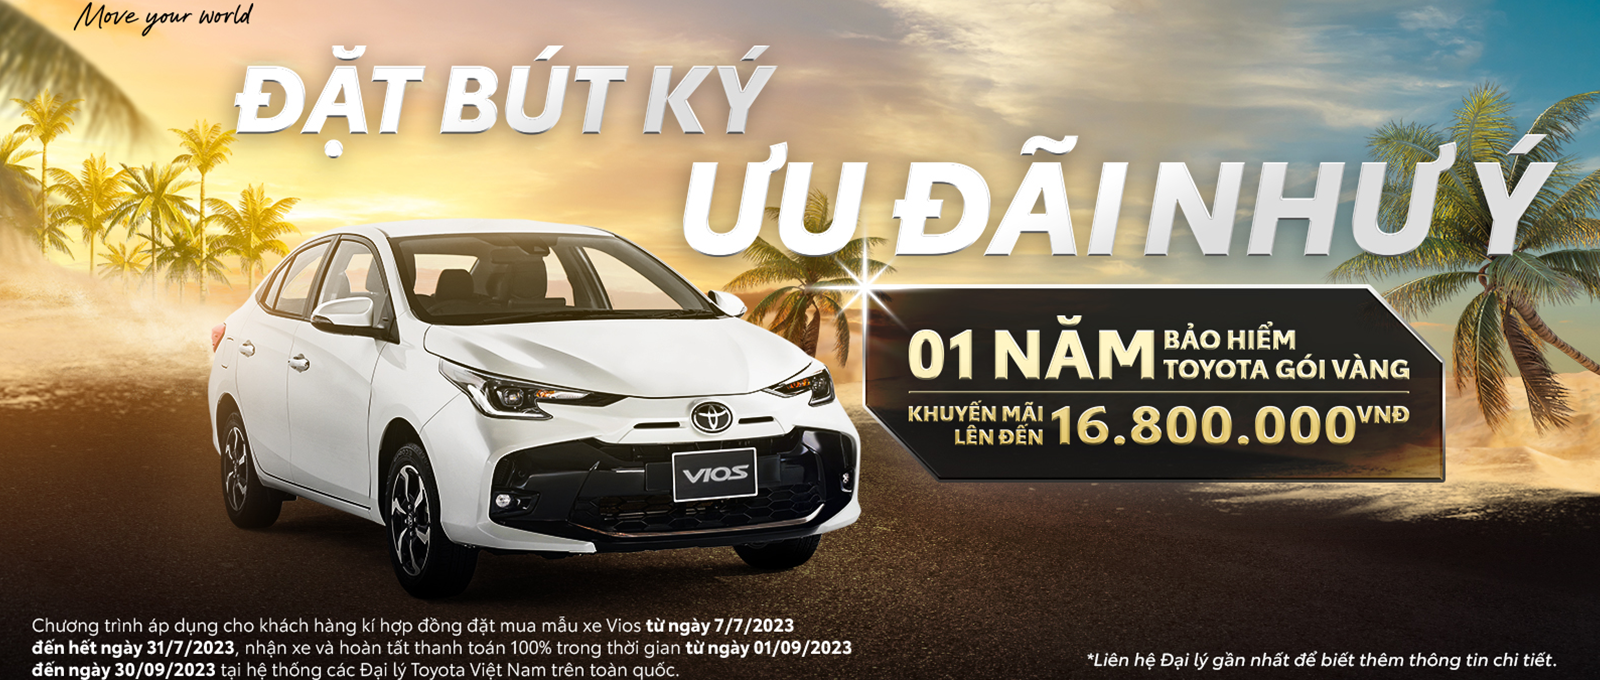 Move your world
ĐẶT BÚT KÝ
ƯU ĐÃI NHƯ Ý
01 NĂM BẢO HIỂM
TOYOTA GÓI VÀNG
KHUYẾN MÃI
LÊN ĐẾN 16.800.000 VNĐ
VIOS
Chương trình áp dụng cho khách hàng kí hợp đồng đặt mua mẫu xe Vios từ ngày 7/7/2023
đến hết ngày 31/7/2023, nhận xe và hoàn tất thanh toán 100% trong thời gian từ ngày 01/09/2023
đến ngày 30/09/2023 tại hệ thống các Đại lý Toyota Việt Nam trên toàn quốc.
*Liên hệ Đại lý gần nhất để biết thêm thông tin chi tiết.